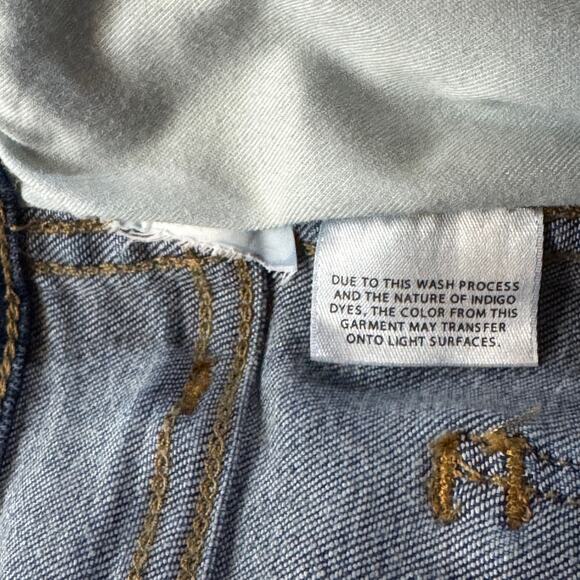 DUE TO THIS WASH PROCESS
AND THE NATURE OF INDIGO
DYES, THE COLOR FROM THIS
GARMENT MAY TRANSFER
ONTO LIGHT SURFACES.